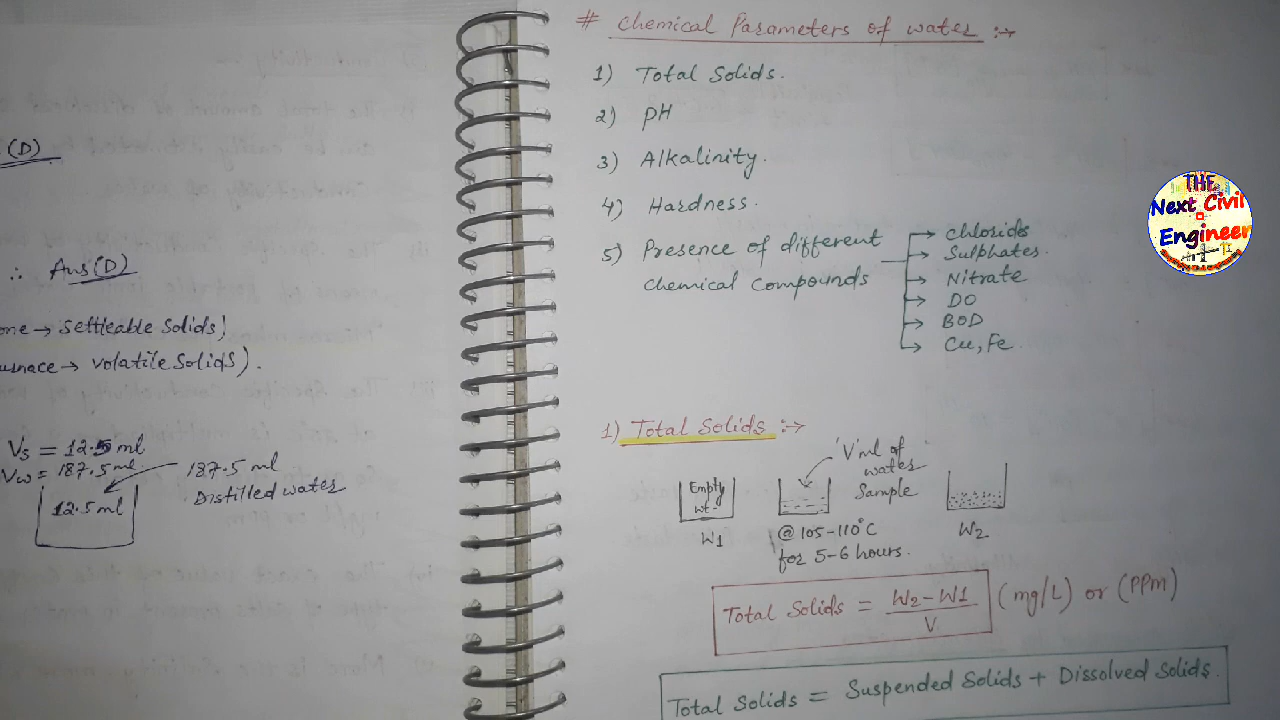 (D)
∴ Ans(D)
one → settleable solids)
urnace → volatile solids).
Vs = 12.5 ml
Vw = 187.5 ml
187.5 ml
Distilled water
12.5 ml
# Chemical Parameters of water :→
1) Total Solids.
2) PH
3) Alkalinity.
4) Hardness.
5) Presence of different
chemical compounds
→ chlorides
→ Sulphates.
→ Nitrate
→ DO
→ BOD
→ Cu, Fe.
1) Total Solids :→
'V' ml of
water
Sample
Empty
wt-
W1
@ 105-110°C
for 5-6 hours.
W2
Total Solids = W2 - W1 / V (mg/L) or (PPm)
Total Solids = Suspended Solids + Dissolved Solids.
THE
Next Civil
Engineer